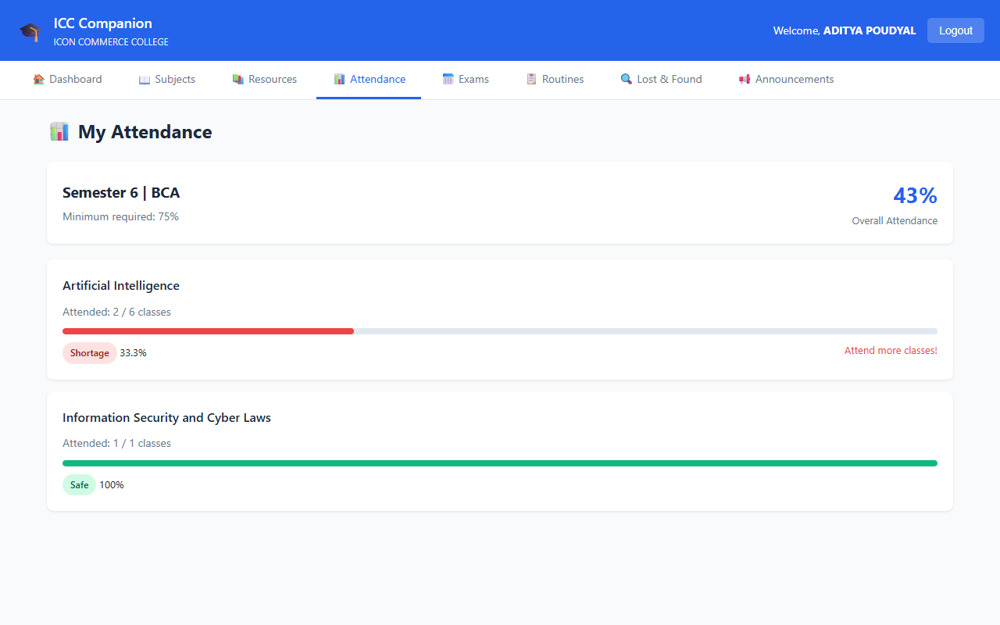 ICC Companion
ICON COMMERCE COLLEGE
Welcome, ADITYA POUDYAL
Logout
Dashboard
Subjects
Resources
Attendance
Exams
Routines
Lost & Found
Announcements
My Attendance
Semester 6 | BCA
Minimum required: 75%
43%
Overall Attendance
Artificial Intelligence
Attended: 2 / 6 classes
Shortage 33.3%
Attend more classes!
Information Security and Cyber Laws
Attended: 1 / 1 classes
Safe 100%